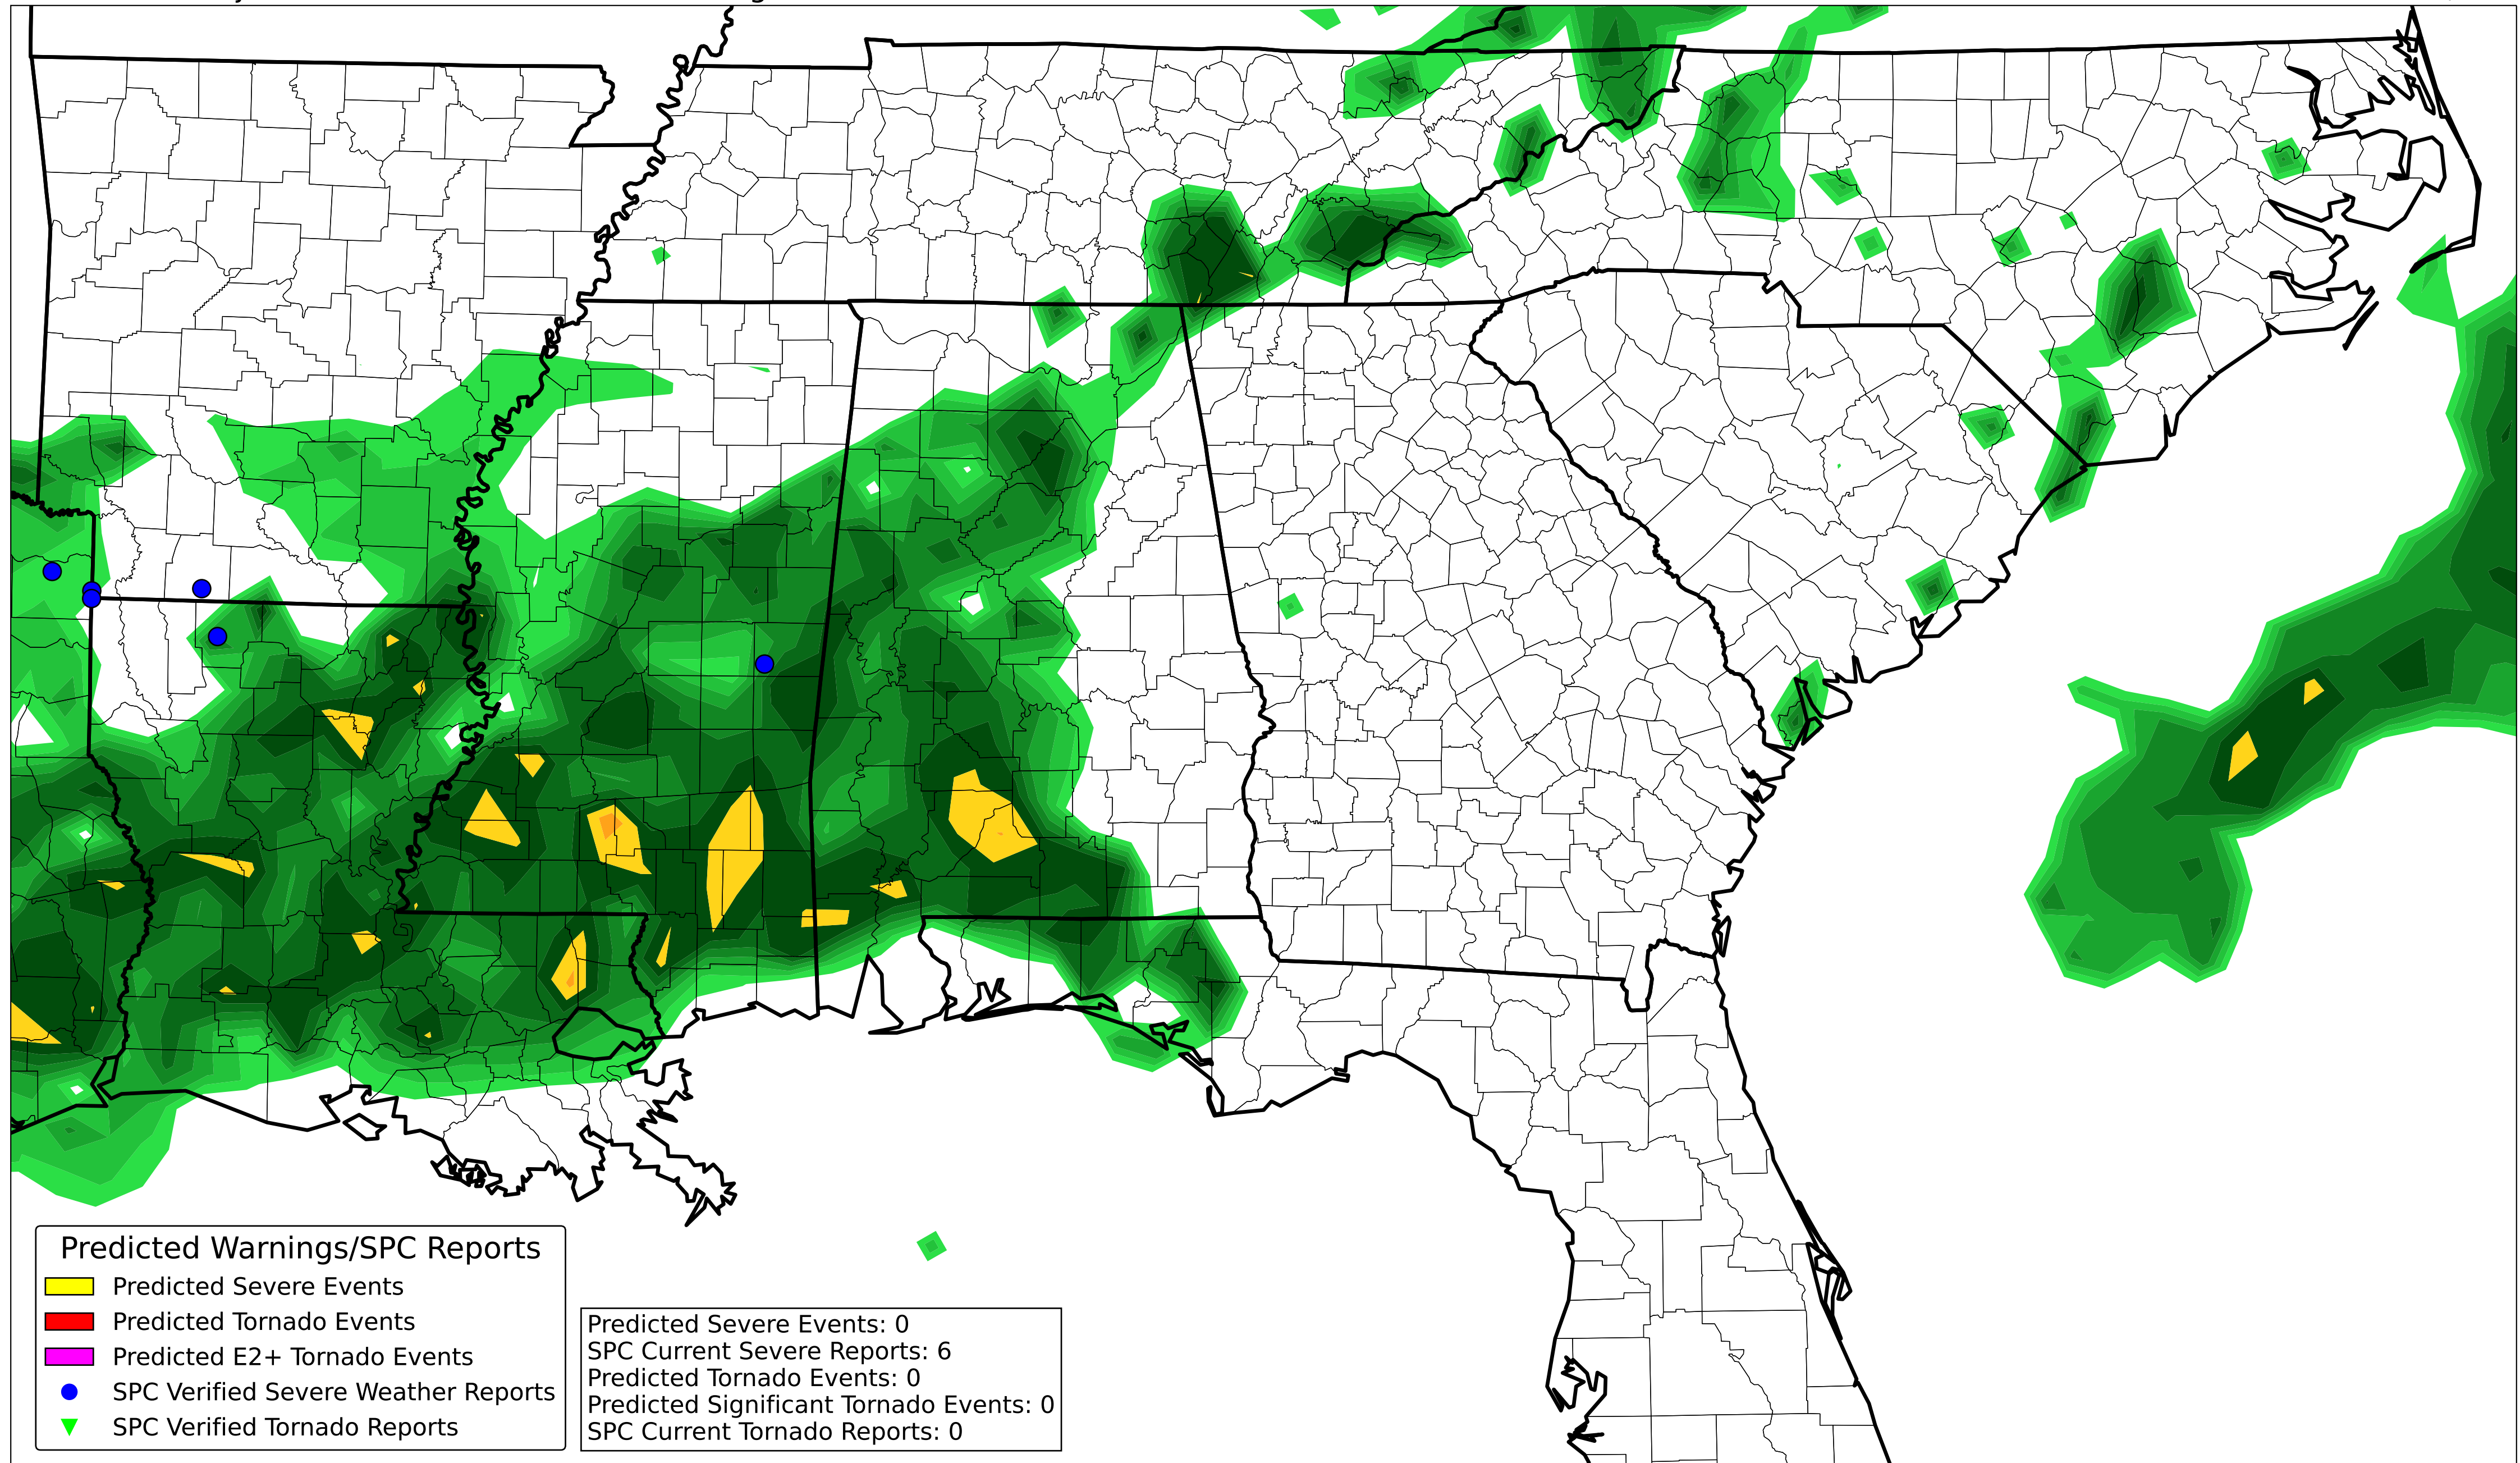 Predicted Warnings/SPC Reports
Predicted Severe Events
Predicted Tornado Events
Predicted E2+ Tornado Events
SPC Verified Severe Weather Reports
SPC Verified Tornado Reports
Predicted Severe Events: 0
SPC Current Severe Reports: 6
Predicted Tornado Events: 0
Predicted Significant Tornado Events: 0
SPC Current Tornado Reports: 0